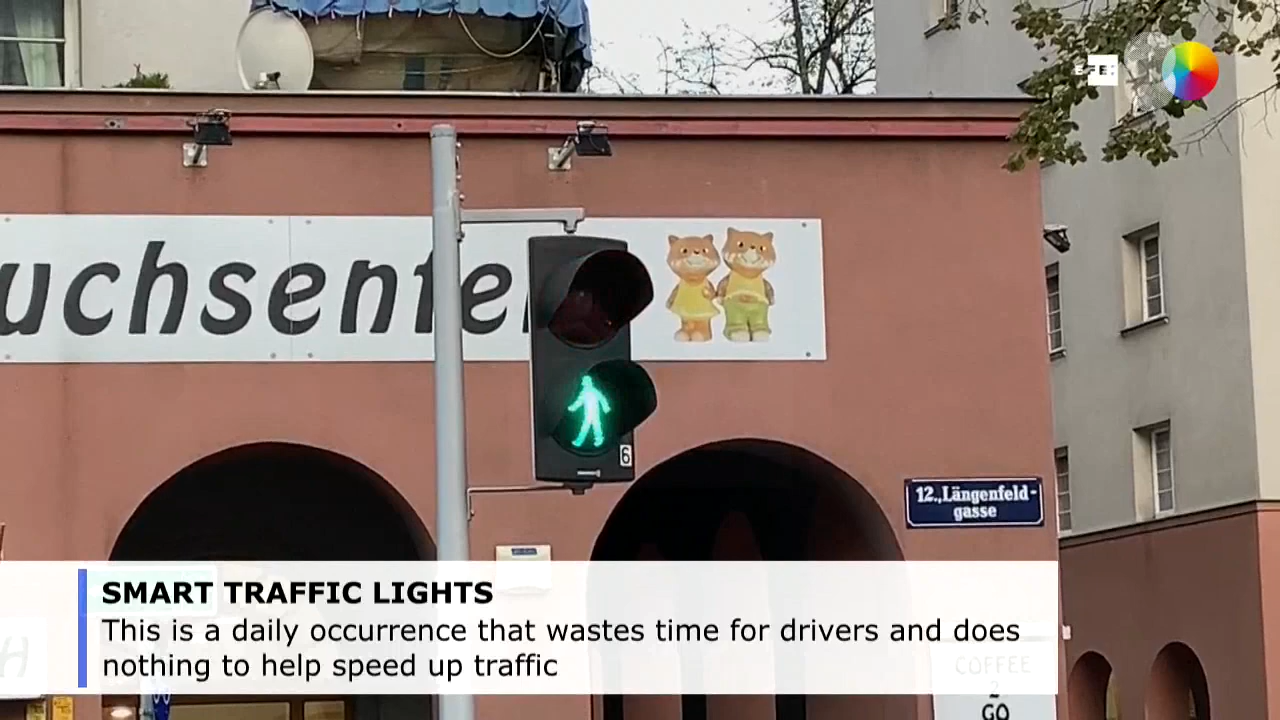 uchsenfe
6
12., Längenfeld-
gasse
SMART TRAFFIC LIGHTS
This is a daily occurrence that wastes time for drivers and does
nothing to help speed up traffic
COFFEE
2
GO